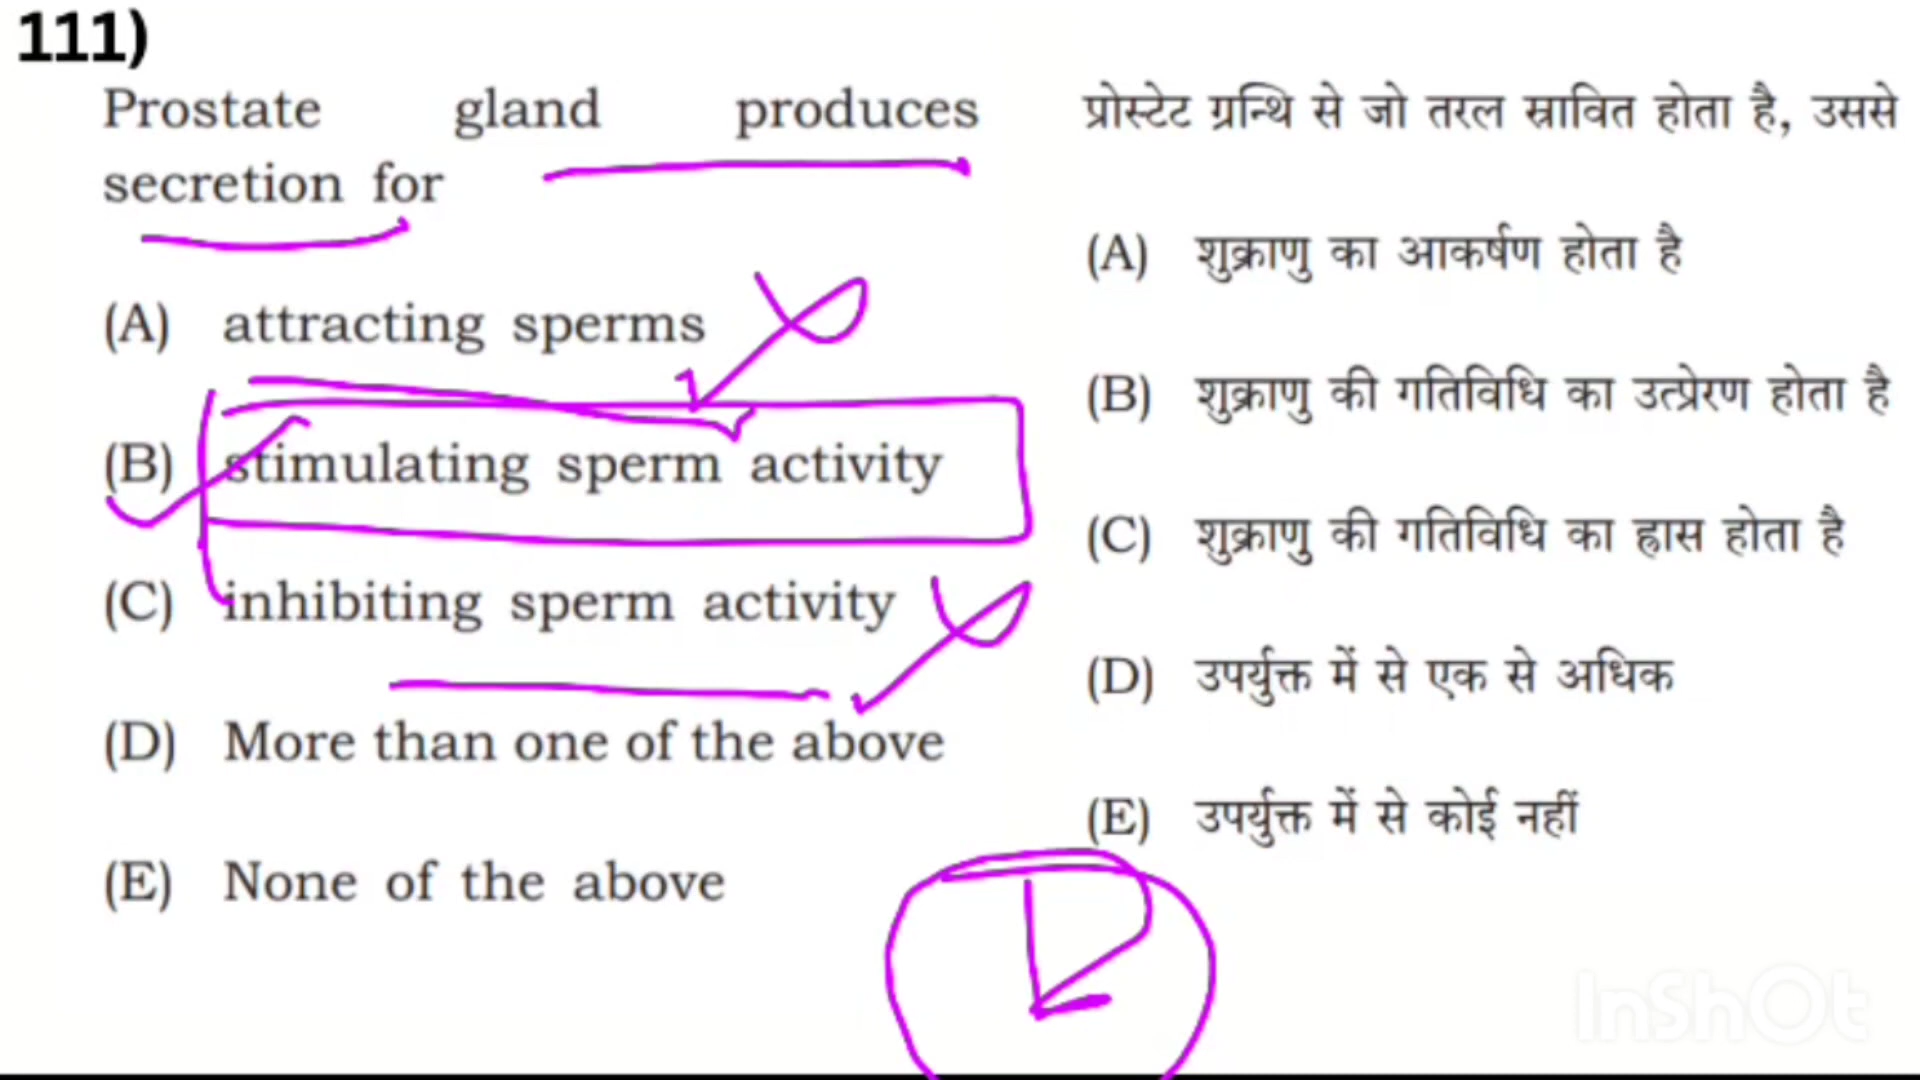 111)
Prostate gland produces
secretion for
(A) attracting sperms
(B) stimulating sperm activity
(C) inhibiting sperm activity
(D) More than one of the above
(E) None of the above
प्रोस्टेट ग्रन्थि से जो तरल स्रावित होता है, उससे
(A) शुक्राणु का आकर्षण होता है
(B) शुक्राणु की गतिविधि का उत्प्रेरण होता है
(C) शुक्राणु की गतिविधि का ह्रास होता है
(D) उपर्युक्त में से एक से अधिक
(E) उपर्युक्त में से कोई नहीं
InShOt